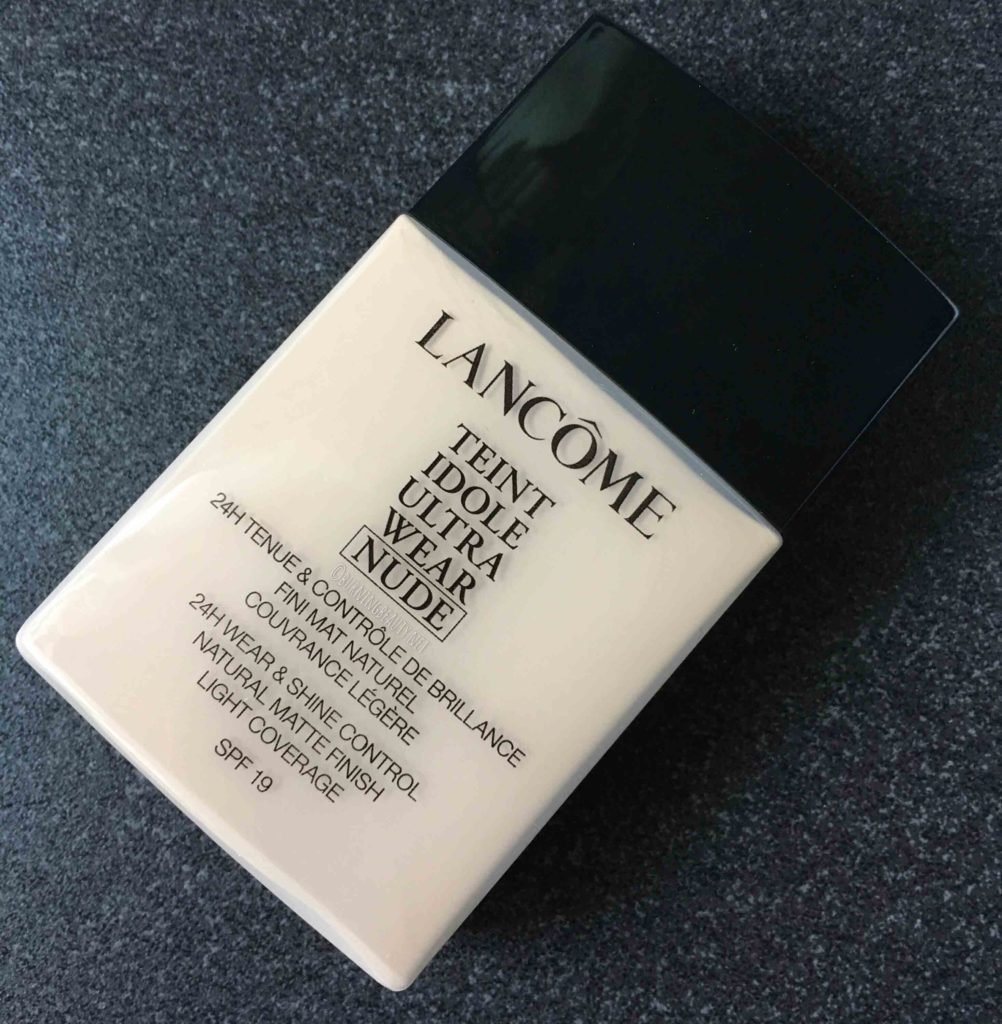 LANCÔME
TEINT
IDOLE
ULTRA
WEAR
NUDE
24H TENUE & CONTRÔLE DE BRILLANCE
FINI MAT NATUREL
COUVRANCE LÉGÈRE
24H WEAR & SHINE CONTROL
NATURAL MATTE FINISH
LIGHT COVERAGE
SPF 19